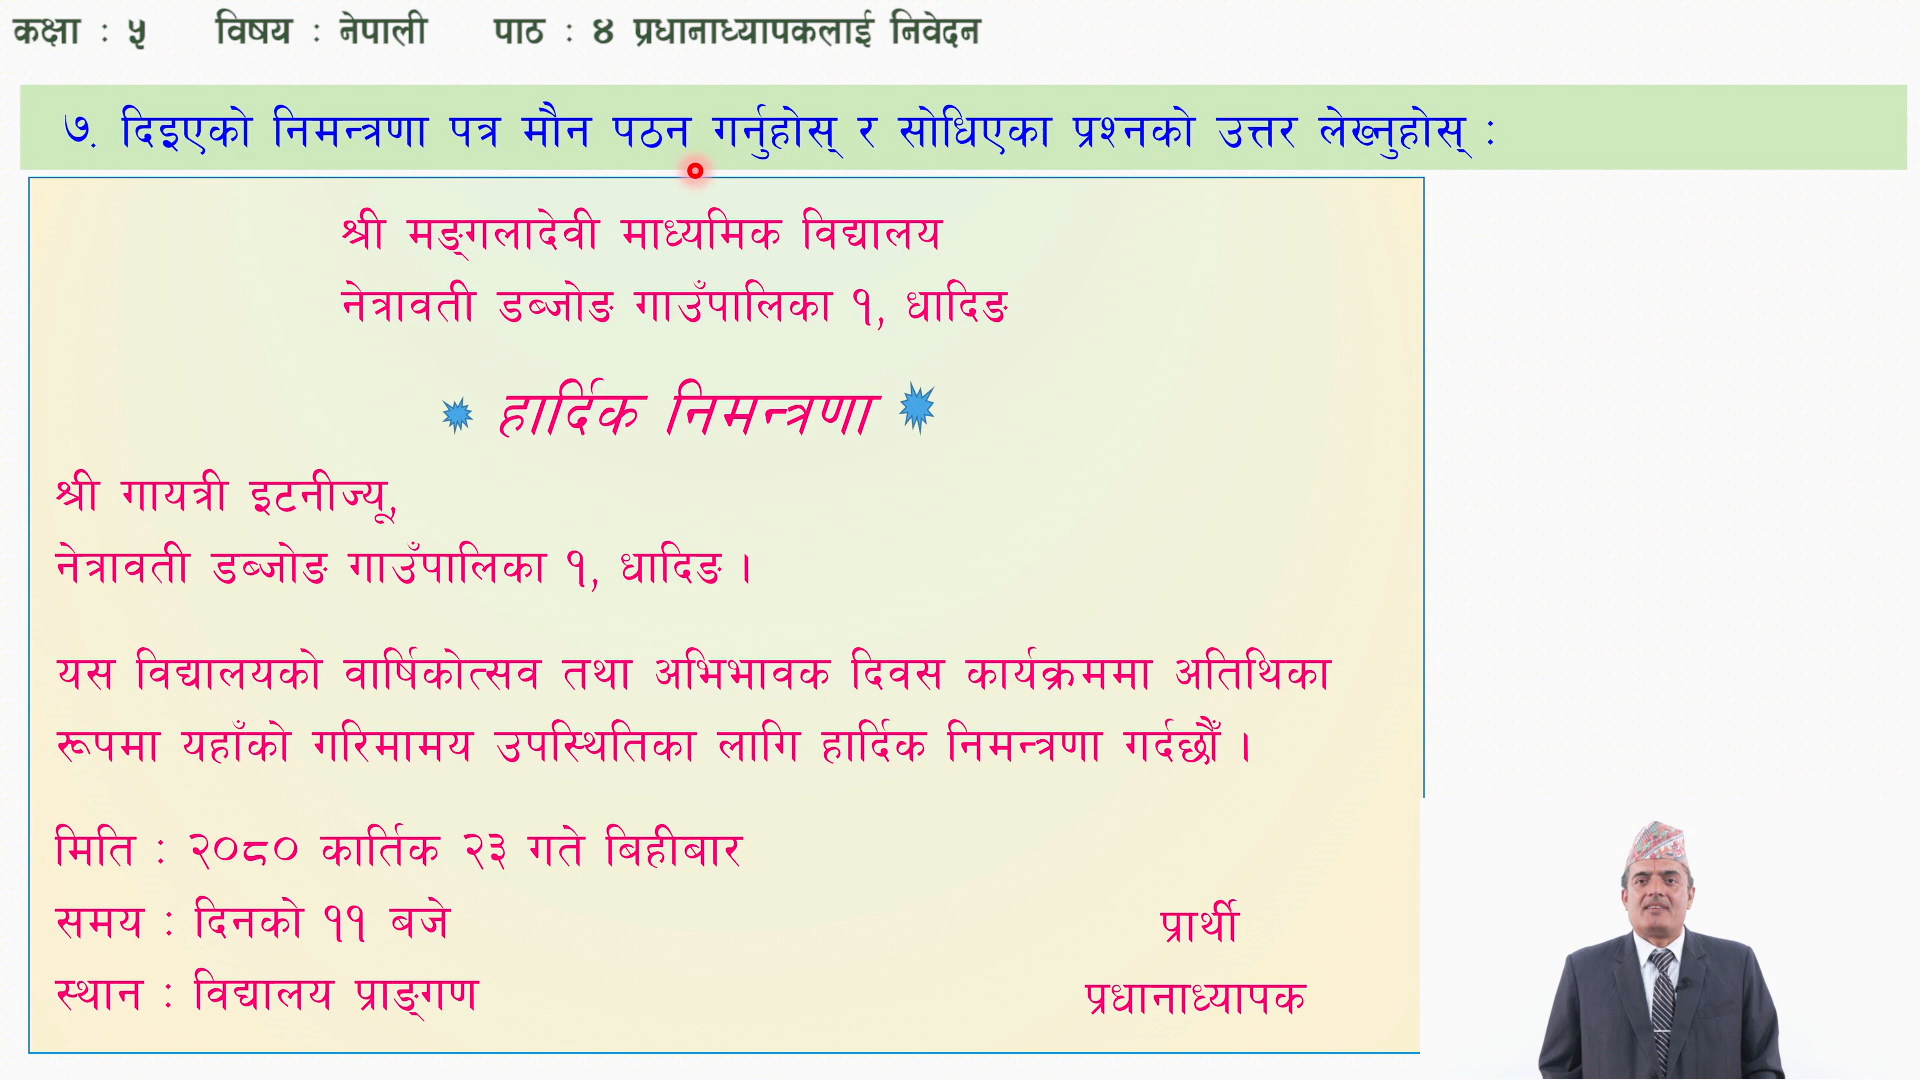 कक्षा : ५ विषय : नेपाली पाठ : ४ प्रधानाध्यापकलाई निवेदन
७. दिइएको निमन्त्रणा पत्र मौन पठन गर्नुहोस् र सोधिएका प्रश्नको उत्तर लेख्नुहोस् :
श्री मङ्गलादेवी माध्यमिक विद्यालय
नेत्रावती डब्जोङ गाउँपालिका १, धादिङ
हार्दिक निमन्त्रणा
श्री गायत्री इटनीज्यू,
नेत्रावती डब्जोङ गाउँपालिका १, धादिङ ।
यस विद्यालयको वार्षिकोत्सव तथा अभिभावक दिवस कार्यक्रममा अतिथिका
रूपमा यहाँको गरिमामय उपस्थितिका लागि हार्दिक निमन्त्रणा गर्दछौँ ।
मिति : २०८० कार्तिक २३ गते बिहीबार
समय : दिनको ११ बजे
स्थान : विद्यालय प्राङ्गण
प्रार्थी
प्रधानाध्यापक